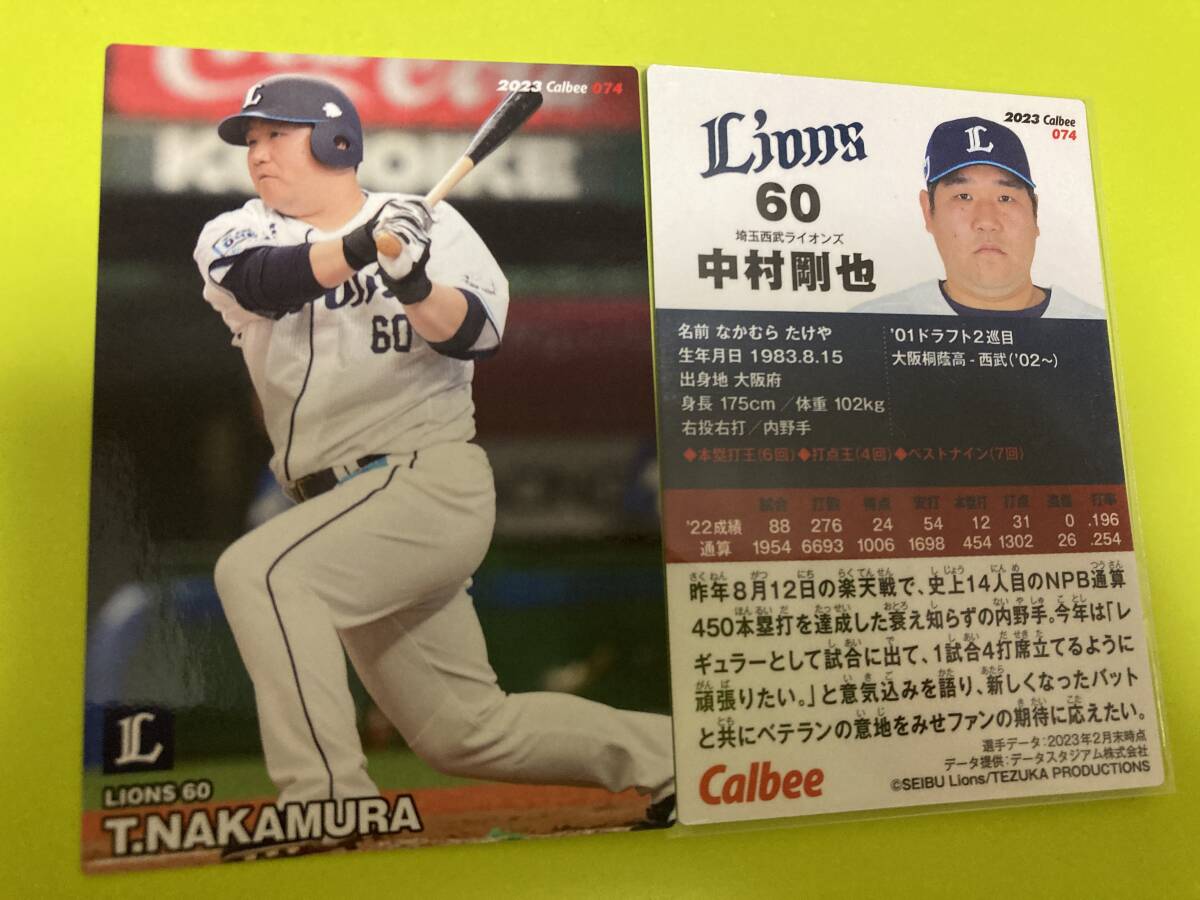 2023 Calbee 074
L
60
L
LIONS 60
T.NAKAMURA
2023 Calbee
074
Lions
60
埼玉西武ライオンズ
中村剛也
L
名前 なかむら たけや
生年月日 1983.8.15
出身地 大阪府
身長 175cm/体重 102kg
右投右打/内野手
'01ドラフト2巡目
大阪桐蔭高-西武('02~)
◆本塁打王(6回)◆打点王(4回)◆ベストナイン(7回)
試合 打数 得点 安打 本塁打 打点 盗塁 打率
'22成績 88 276 24 54 12 31 0 .196
通算 1954 6693 1006 1698 454 1302 26 .254
昨年8月12日の楽天戦で、史上14人目のNPB通算
450本塁打を達成した衰え知らずの内野手。今年は「レ
ギュラーとして試合に出て、1試合4打席立てるように
頑張りたい。」と意気込みを語り、新しくなったバット
と共にベテランの意地をみせファンの期待に応えたい。
選手データ:2023年2月末時点
データ提供:データスタジアム株式会社
Calbee
©SEIBU Lions/TEZUKA PRODUCTIONS